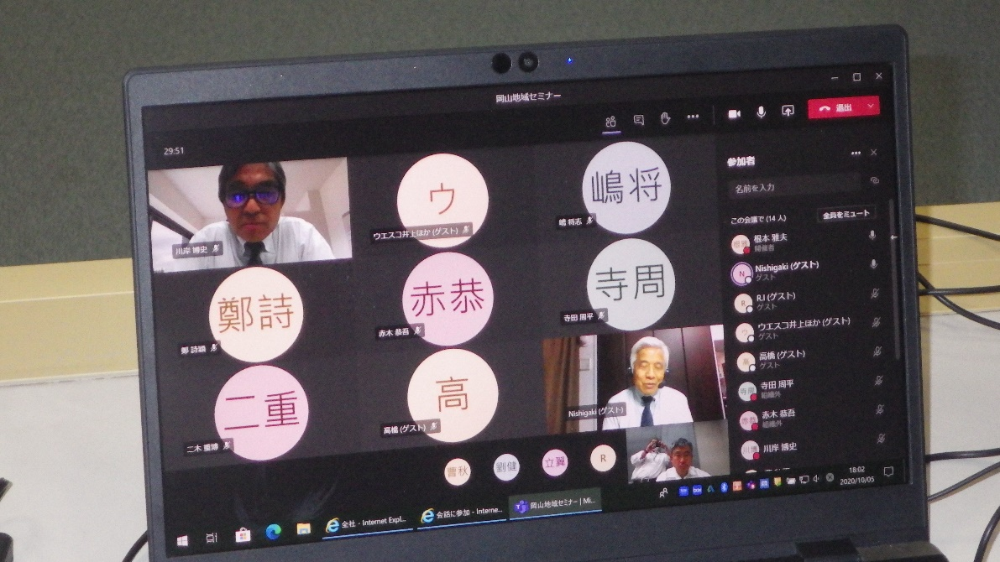 岡山地域セミナー
退出
29:51
川岸 博史
ウ
ウエスコ井上ほか (ゲスト)
嶋将
嶋 将志
鄭詩
鄭 詩穎
赤恭
赤木 恭吾
寺周
寺田 周平
二重
二木 重博
高
高橋 (ゲスト)
Nishigaki (ゲスト)
曹秋
劉健
立翼
R
参加者
名前を入力
この会議で (14 人)
全員をミュート
根本 雅夫
開催者
N
Nishigaki (ゲスト)
ゲスト
R
R.I (ゲスト)
ゲスト
ウ
ウエスコ井上ほか (ゲスト)
ゲスト
高
高橋 (ゲスト)
ゲスト
寺周
寺田 周平
組織外
赤恭
赤木 恭吾
組織外
川博
川岸 博史
全社 - Internet Expl...
会話に参加 - Interne...
岡山地域セミナー | Mi...
18:02
2020/10/05